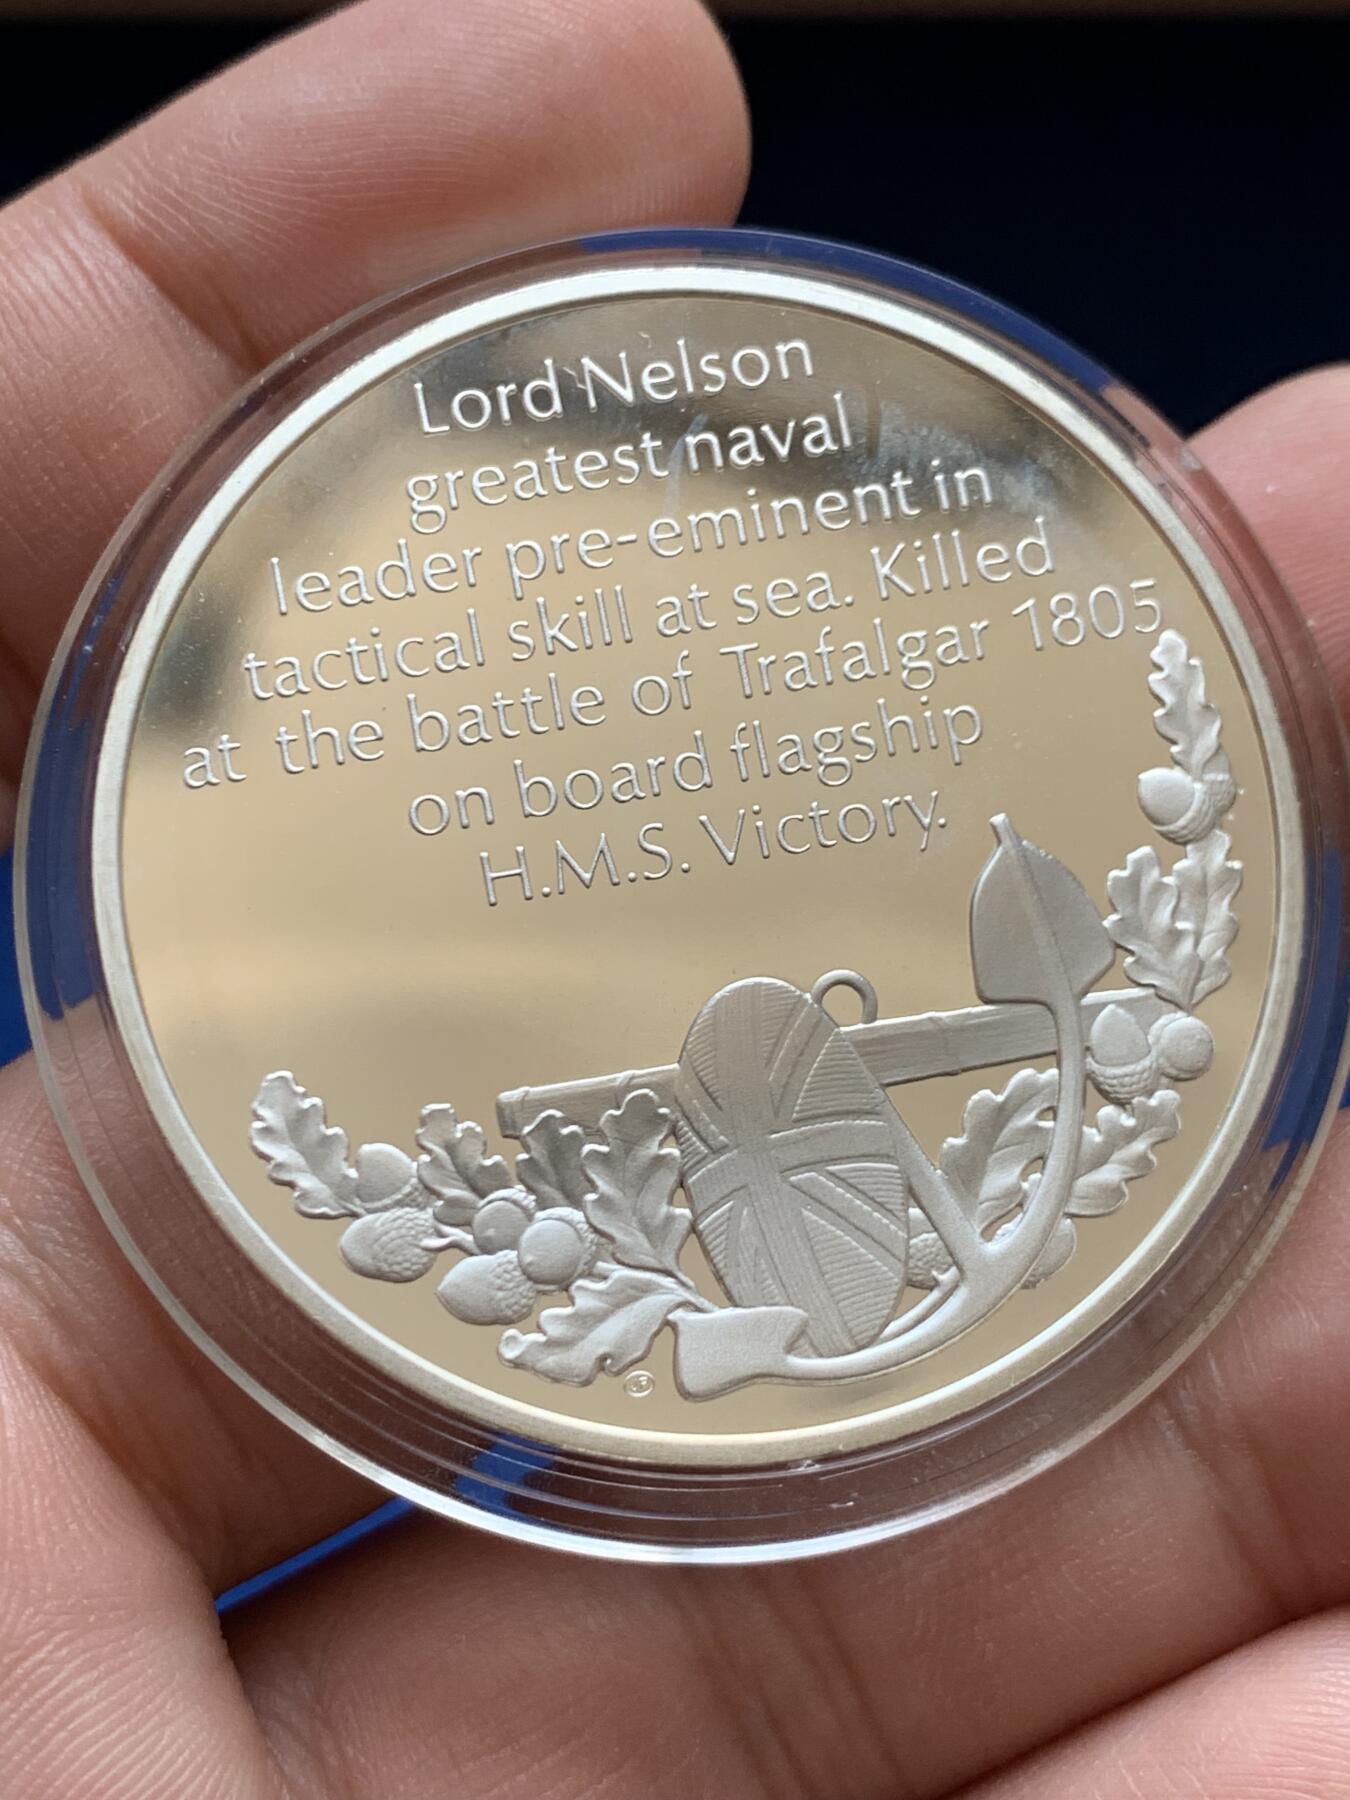 Lord Nelson
greatest naval
leader pre-eminent in
tactical skill at sea. Killed
at the battle of Trafalgar 1805
on board flagship
H.M.S. Victory.